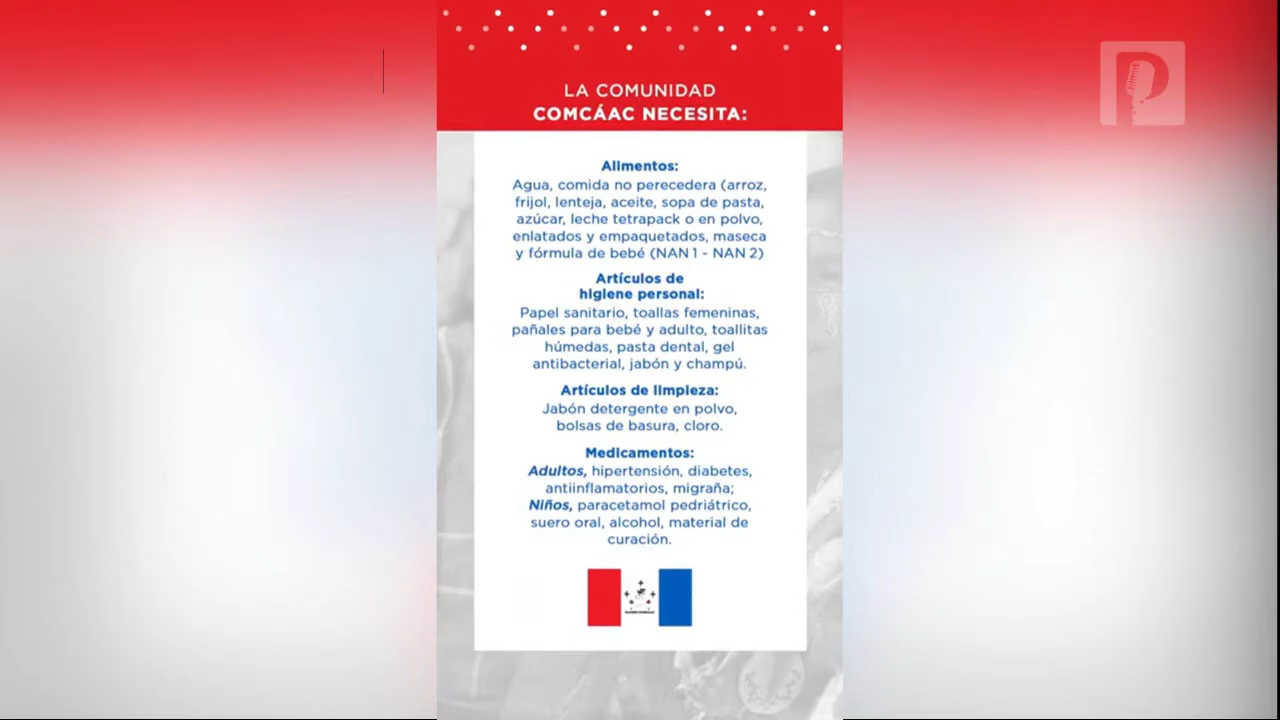 LA COMUNIDAD
COMCÁAC NECESITA:
Alimentos:
Agua, comida no perecedera (arroz,
frijol, lenteja, aceite, sopa de pasta,
azúcar, leche tetrapack o en polvo,
enlatados y empaquetados, maseca
y fórmula de bebé (NAN 1 - NAN 2)
Artículos de
higiene personal:
Papel sanitario, toallas femeninas,
pañales para bebé y adulto, toallitas
húmedas, pasta dental, gel
antibacterial, jabón y champú.
Artículos de limpieza:
Jabón detergente en polvo,
bolsas de basura, cloro.
Medicamentos:
Adultos, hipertensión, diabetes,
antiinflamatorios, migraña;
Niños, paracetamol pedriátrico,
suero oral, alcohol, material de
curación.